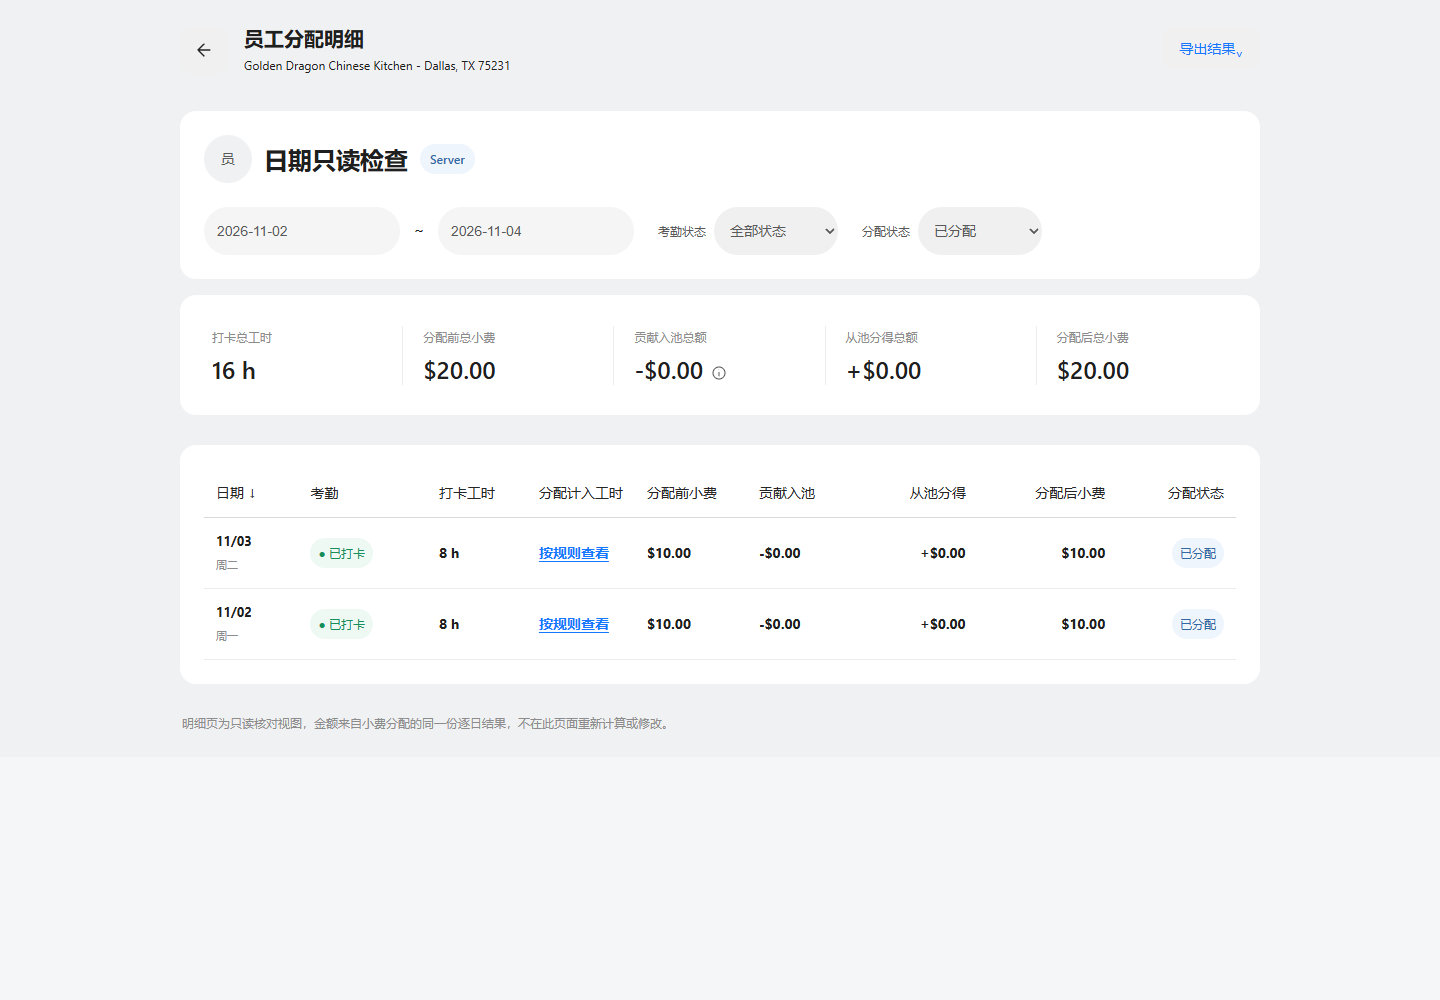 员工分配明细
Golden Dragon Chinese Kitchen - Dallas, TX 75231
导出结果
员
日期只读检查
Server
2026-11-02 ~ 2026-11-04 考勤状态 全部状态 分配状态 已分配
打卡总工时 分配前总小费 贡献入池总额 从池分得总额 分配后总小费
16 h $20.00 -$0.00 +$0.00 $20.00
日期 ↓ 考勤 打卡工时 分配计入工时 分配前小费 贡献入池 从池分得 分配后小费 分配状态
11/03
周二
● 已打卡 8 h 按规则查看 $10.00 -$0.00 +$0.00 $10.00 已分配
11/02
周一
● 已打卡 8 h 按规则查看 $10.00 -$0.00 +$0.00 $10.00 已分配
明细页为只读核对视图，金额来自小费分配的同一份逐日结果，不在此页面重新计算或修改。